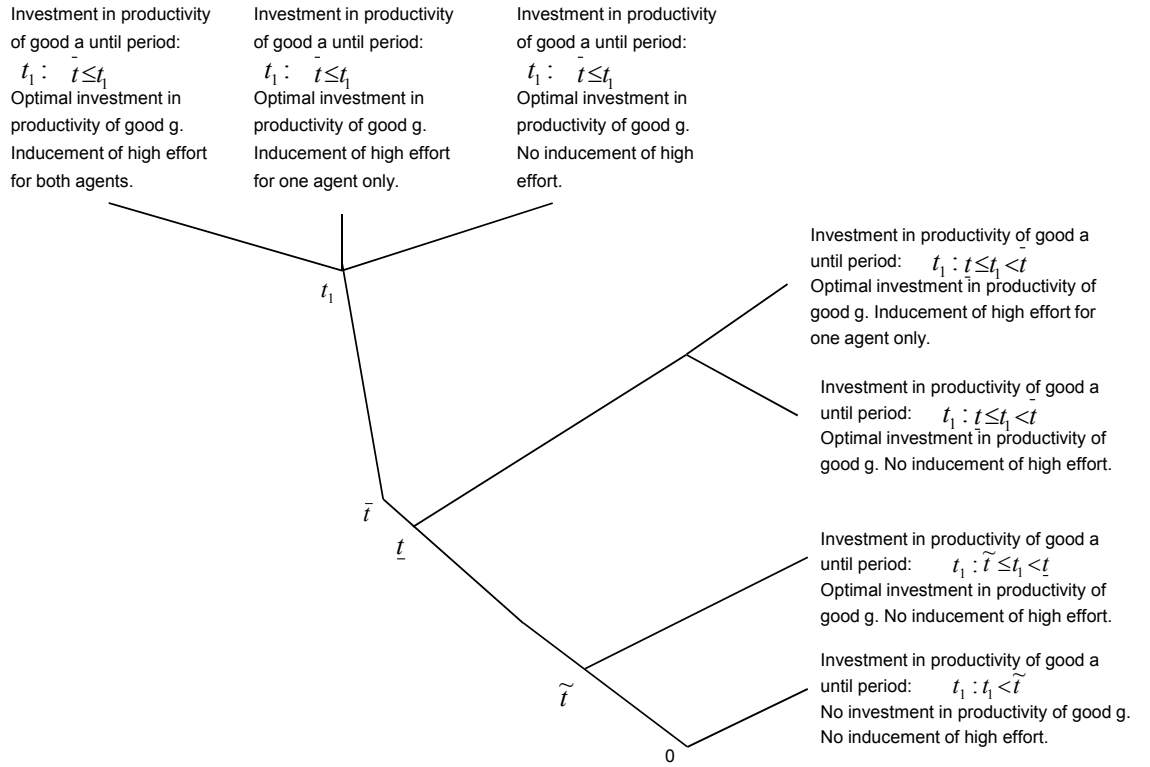 Investment in productivity
of good a until period:
t₁ : t̄ ≤ t₁
Optimal investment in
productivity of good g.
Inducement of high effort
for both agents.
Investment in productivity
of good a until period:
t₁ : t̄ ≤ t₁
Optimal investment in
productivity of good g.
Inducement of high effort
for one agent only.
Investment in productivity
of good a until period:
t₁ : t̄ ≤ t₁
Optimal investment in
productivity of good g.
No inducement of high
effort.
Investment in productivity of good a
until period: t₁ : t̲ ≤ t₁ < t̄
Optimal investment in productivity of
good g. Inducement of high effort for
one agent only.
t₁
Investment in productivity of good a
until period: t₁ : t̲ ≤ t₁ < t̄
Optimal investment in productivity of
good g. No inducement of high effort.
t̄
t̲
Investment in productivity of good a
until period: t₁ : t̃ ≤ t₁ < t̲
Optimal investment in productivity of
good g. No inducement of high effort.
Investment in productivity of good a
until period: t₁ : t₁ < t̃
No investment in productivity of good g.
No inducement of high effort.
t̃
0